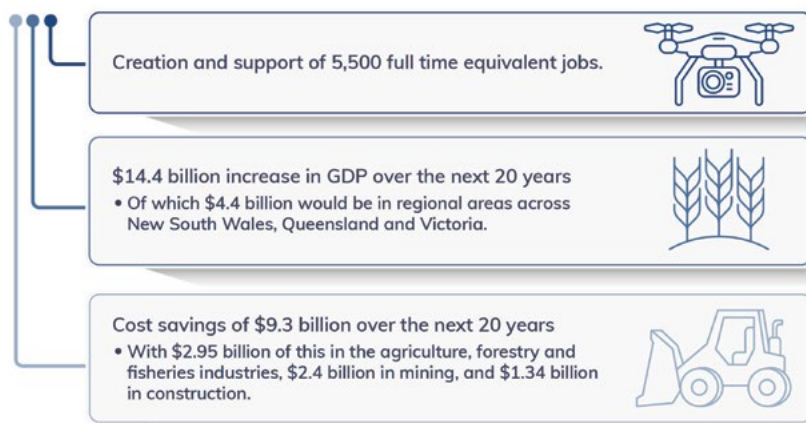 Creation and support of 5,500 full time equivalent jobs.
$14.4 billion increase in GDP over the next 20 years
• Of which $4.4 billion would be in regional areas across
New South Wales, Queensland and Victoria.
Cost savings of $9.3 billion over the next 20 years
• With $2.95 billion of this in the agriculture, forestry and
fisheries industries, $2.4 billion in mining, and $1.34 billion
in construction.